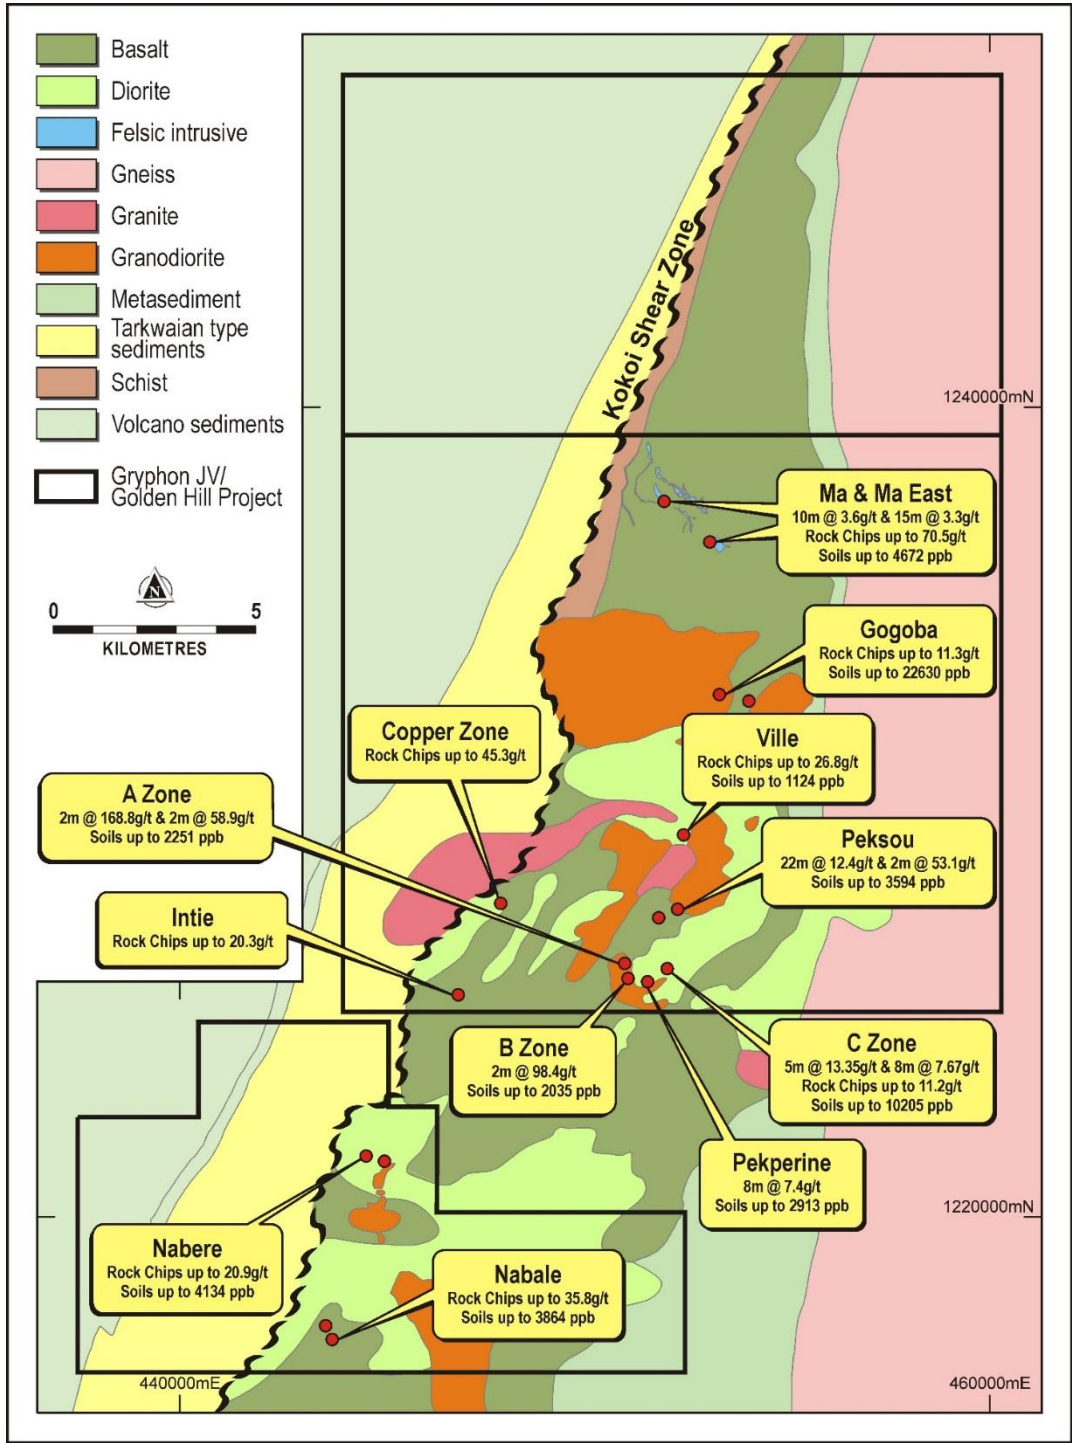 Basalt
Diorite
Felsic intrusive
Gneiss
Granite
Granodiorite
Metasediment
Tarkwaian type
sediments
Schist
Volcano sediments
Gryphon JV/
Golden Hill Project
N
0 5
KILOMETRES
Kokoi Shear Zone
1240000mN
Ma & Ma East
10m @ 3.6g/t & 15m @ 3.3g/t
Rock Chips up to 70.5g/t
Soils up to 4672 ppb
Gogoba
Rock Chips up to 11.3g/t
Soils up to 22630 ppb
Copper Zone
Rock Chips up to 45.3g/t
Ville
Rock Chips up to 26.8g/t
Soils up to 1124 ppb
A Zone
2m @ 168.8g/t & 2m @ 58.9g/t
Soils up to 2251 ppb
Peksou
22m @ 12.4g/t & 2m @ 53.1g/t
Soils up to 3594 ppb
Intie
Rock Chips up to 20.3g/t
B Zone
2m @ 98.4g/t
Soils up to 2035 ppb
C Zone
5m @ 13.35g/t & 8m @ 7.67g/t
Rock Chips up to 11.2g/t
Soils up to 10205 ppb
Pekperine
8m @ 7.4g/t
Soils up to 2913 ppb
1220000mN
Nabere
Rock Chips up to 20.9g/t
Soils up to 4134 ppb
Nabale
Rock Chips up to 35.8g/t
Soils up to 3864 ppb
440000mE
460000mE